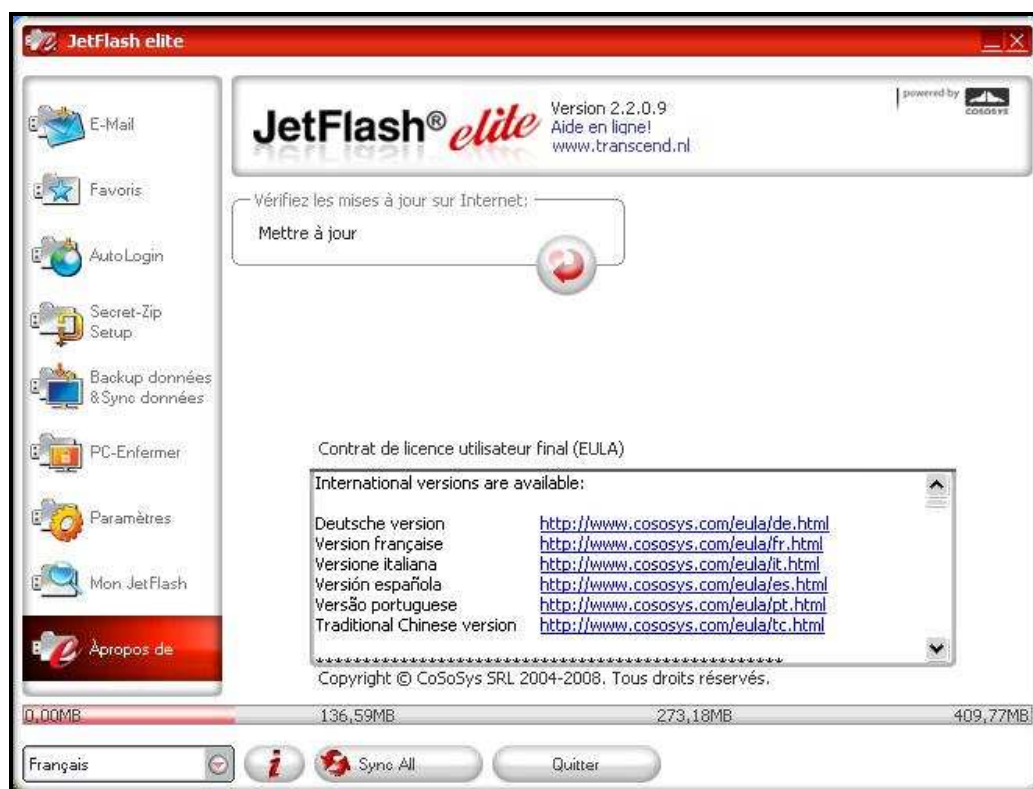 JetFlash elite
E-Mail
Favoris
AutoLogin
Secret-Zip
Setup
Backup données
&Sync données
PC-Enfermer
Paramètres
Mon JetFlash
Àpropos de
JetFlash® elite
Version 2.2.0.9
Aide en ligne!
www.transcend.nl
powered by
COSOSYS
Vérifiez les mises à jour sur Internet:
Mettre à jour
Contrat de licence utilisateur final (EULA)
International versions are available:
Deutsche version http://www.cososys.com/eula/de.html
Version française http://www.cososys.com/eula/fr.html
Versione italiana http://www.cososys.com/eula/it.html
Versión española http://www.cososys.com/eula/es.html
Versão portuguese http://www.cososys.com/eula/pt.html
Traditional Chinese version http://www.cososys.com/eula/tc.html
****************************************************
Copyright © CoSoSys SRL 2004-2008. Tous droits réservés.
0,00MB 136,59MB 273,18MB 409,77MB
Français
i
Sync All
Quitter